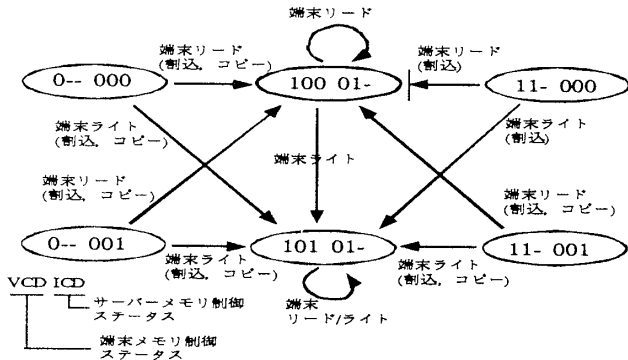 端末リード
端末リード
(割込, コピー)
端末リード
(割込)
0-- 000
100 01-
11- 000
端末ライト
(割込, コピー)
端末ライト
端末ライト
(割込)
端末リード
(割込, コピー)
端末リード
(割込, コピー)
0-- 001
101 01-
11- 001
端末ライト
(割込, コピー)
端末ライト
(割込, コピー)
VCD ICD
サーバーメモリ制御
ステータス
端末
リード/ライト
端末メモリ制御
ステータス